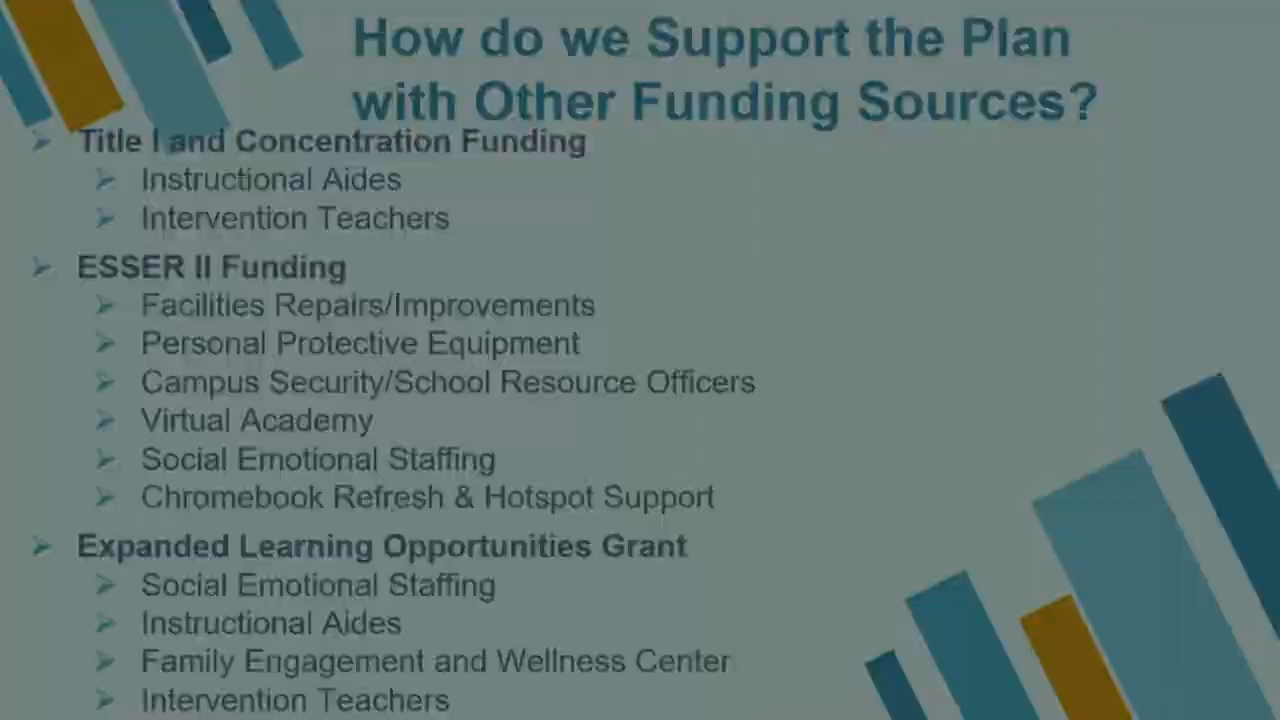 How do we Support the Plan
with Other Funding Sources?
Title I and Concentration Funding
Instructional Aides
Intervention Teachers
ESSER II Funding
Facilities Repairs/Improvements
Personal Protective Equipment
Campus Security/School Resource Officers
Virtual Academy
Social Emotional Staffing
Chromebook Refresh & Hotspot Support
Expanded Learning Opportunities Grant
Social Emotional Staffing
Instructional Aides
Family Engagement and Wellness Center
Intervention Teachers